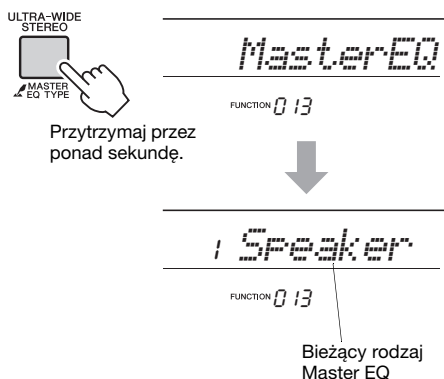 ULTRA-WIDE
STEREO
MASTER
EQ TYPE
Przytrzymaj przez
ponad sekundę.
MasterEQ
FUNCTION 013
1 Speaker
FUNCTION 013
Bieżący rodzaj
Master EQ